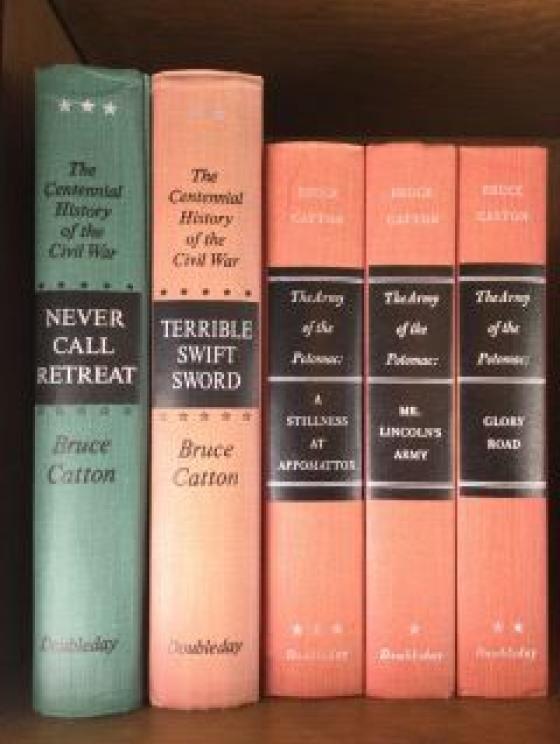 The
Centennial
History
of the
Civil War
NEVER
CALL
RETREAT
Bruce
Catton
Doubleday
The
Centennial
History
of the
Civil War
TERRIBLE
SWIFT
SWORD
Bruce
Catton
Doubleday
BRUCE
CATTON
The Army
of the
Potomac:
A
STILLNESS
AT
APPOMATTOX
Doubleday
BRUCE
CATTON
The Army
of the
Potomac:
MR.
LINCOLN'S
ARMY
Doubleday
BRUCE
CATTON
The Army
of the
Potomac:
GLORY
ROAD
Doubleday